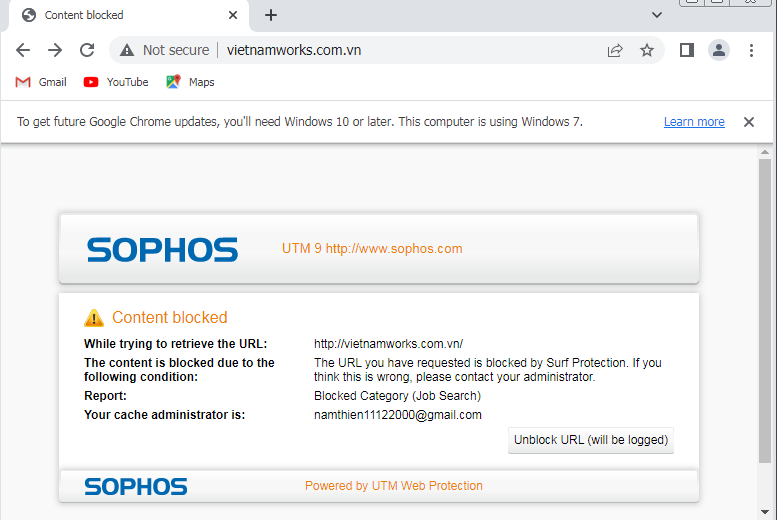 Content blocked
Not secure
vietnamworks.com.vn
Gmail
YouTube
Maps
To get future Google Chrome updates, you'll need Windows 10 or later. This computer is using Windows 7.
Learn more
SOPHOS
UTM 9 http://www.sophos.com
Content blocked
While trying to retrieve the URL:
http://vietnamworks.com.vn/
The content is blocked due to the
following condition:
The URL you have requested is blocked by Surf Protection. If you
think this is wrong, please contact your administrator.
Report:
Blocked Category (Job Search)
Your cache administrator is:
namthien11122000@gmail.com
Unblock URL (will be logged)
SOPHOS
Powered by UTM Web Protection